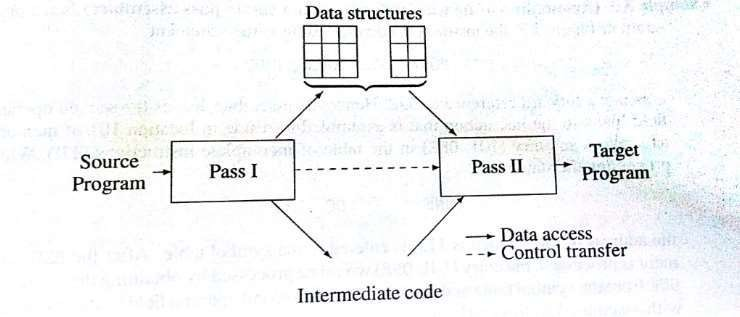 Data structures
Source
Program
Pass I
Pass II
Target
Program
Data access
Control transfer
Intermediate code